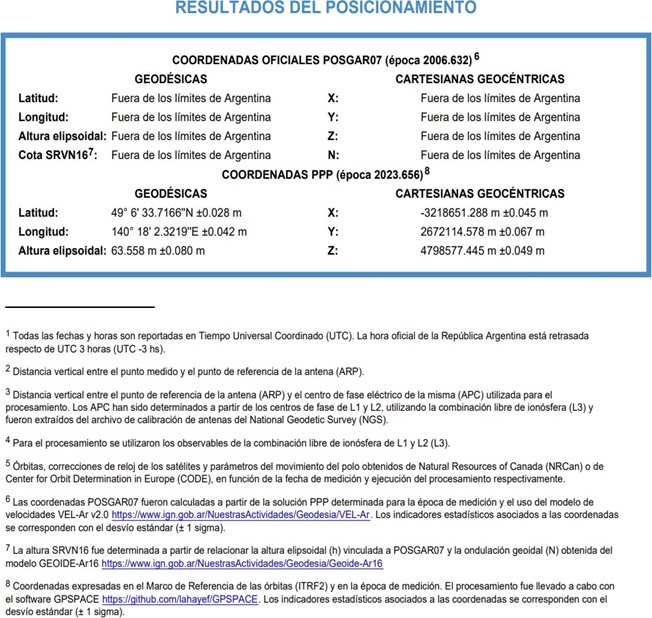 RESULTADOS DEL POSICIONAMIENTO
COORDENADAS OFICIALES POSGAR07 (época 2006.632)6
GEODÉSICAS CARTESIANAS GEOCÉNTRICAS
Latitud: Fuera de los límites de Argentina X: Fuera de los límites de Argentina
Longitud: Fuera de los límites de Argentina Y: Fuera de los límites de Argentina
Altura elipsoidal: Fuera de los límites de Argentina Z: Fuera de los límites de Argentina
Cota SRVN167: Fuera de los límites de Argentina N: Fuera de los límites de Argentina
COORDENADAS PPP (época 2023.656)8
GEODÉSICAS CARTESIANAS GEOCÉNTRICAS
Latitud: 49° 6' 33.7166"N ±0.028 m X: -3218651.288 m ±0.045 m
Longitud: 140° 18' 2.3219"E ±0.042 m Y: 2672114.578 m ±0.067 m
Altura elipsoidal: 63.558 m ±0.080 m Z: 4798577.445 m ±0.049 m
1 Todas las fechas y horas son reportadas en Tiempo Universal Coordinado (UTC). La hora oficial de la República Argentina está retrasada
respecto de UTC 3 horas (UTC -3 hs).
2 Distancia vertical entre el punto medido y el punto de referencia de la antena (ARP).
3 Distancia vertical entre el punto de referencia de la antena (ARP) y el centro de fase eléctrico de la misma (APC) utilizada para el
procesamiento. Los APC han sido determinados a partir de los centros de fase de L1 y L2, utilizando la combinación libre de ionósfera (L3) y
fueron extraídos del archivo de calibración de antenas del National Geodetic Survey (NGS).
4 Para el procesamiento se utilizaron los observables de la combinación libre de ionósfera de L1 y L2 (L3).
5 Órbitas, correcciones de reloj de los satélites y parámetros del movimiento del polo obtenidos de Natural Resources of Canada (NRCan) o de
Center for Orbit Determination in Europe (CODE), en función de la fecha de medición y ejecución del procesamiento respectivamente.
6 Las coordenadas POSGAR07 fueron calculadas a partir de la solución PPP determinada para la época de medición y el uso del modelo de
velocidades VEL-Ar v2.0 https://www.ign.gob.ar/NuestrasActividades/Geodesia/VEL-Ar. Los indicadores estadísticos asociados a las coordenadas
se corresponden con el desvío estándar (± 1 sigma).
7 La altura SRVN16 fue determinada a partir de relacionar la altura elipsoidal (h) vinculada a POSGAR07 y la ondulación geoidal (N) obtenida del
modelo GEOIDE-Ar16 https://www.ign.gob.ar/NuestrasActividades/Geodesia/Geoide-Ar16
8 Coordenadas expresadas en el Marco de Referencia de las órbitas (ITRF2) y en la época de medición. El procesamiento fue llevado a cabo con
el software GPSPACE https://github.com/lahayef/GPSPACE. Los indicadores estadísticos asociados a las coordenadas se corresponden con el
desvío estándar (± 1 sigma).